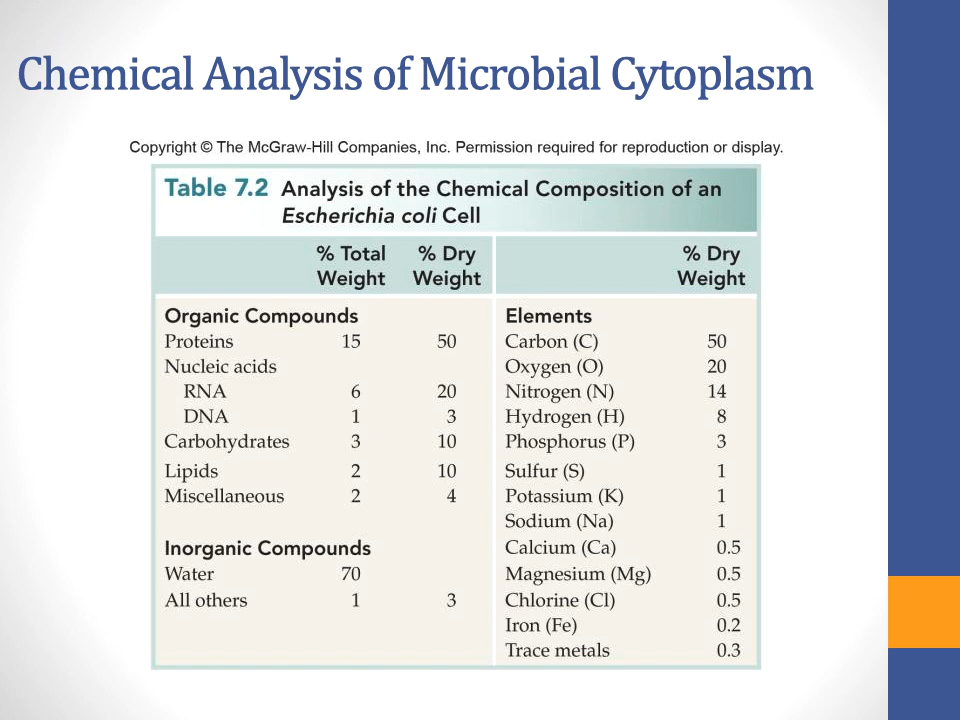 Chemical Analysis of Microbial Cytoplasm
Copyright © The McGraw-Hill Companies, Inc. Permission required for reproduction or display.
Table 7.2 Analysis of the Chemical Composition of an
Escherichia coli Cell
% Total Weight % Dry Weight
Organic Compounds
Proteins 15 50
Nucleic acids
RNA 6 20
DNA 1 3
Carbohydrates 3 10
Lipids 2 10
Miscellaneous 2 4
Inorganic Compounds
Water 70
All others 1 3
% Dry Weight
Elements
Carbon (C) 50
Oxygen (O) 20
Nitrogen (N) 14
Hydrogen (H) 8
Phosphorus (P) 3
Sulfur (S) 1
Potassium (K) 1
Sodium (Na) 1
Calcium (Ca) 0.5
Magnesium (Mg) 0.5
Chlorine (Cl) 0.5
Iron (Fe) 0.2
Trace metals 0.3